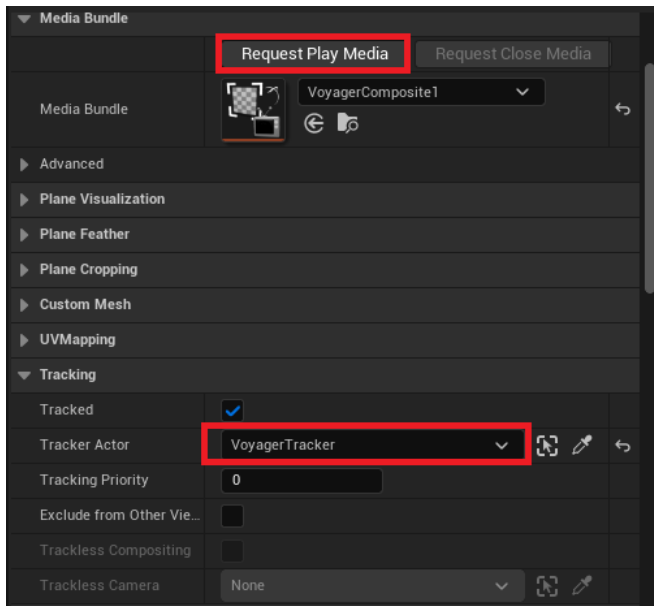 Media Bundle
Request Play Media Request Close Media
Media Bundle VoyagerComposite1
Advanced
Plane Visualization
Plane Feather
Plane Cropping
Custom Mesh
UVMapping
Tracking
Tracked
Tracker Actor VoyagerTracker
Tracking Priority 0
Exclude from Other Vie...
Trackless Compositing
Trackless Camera None